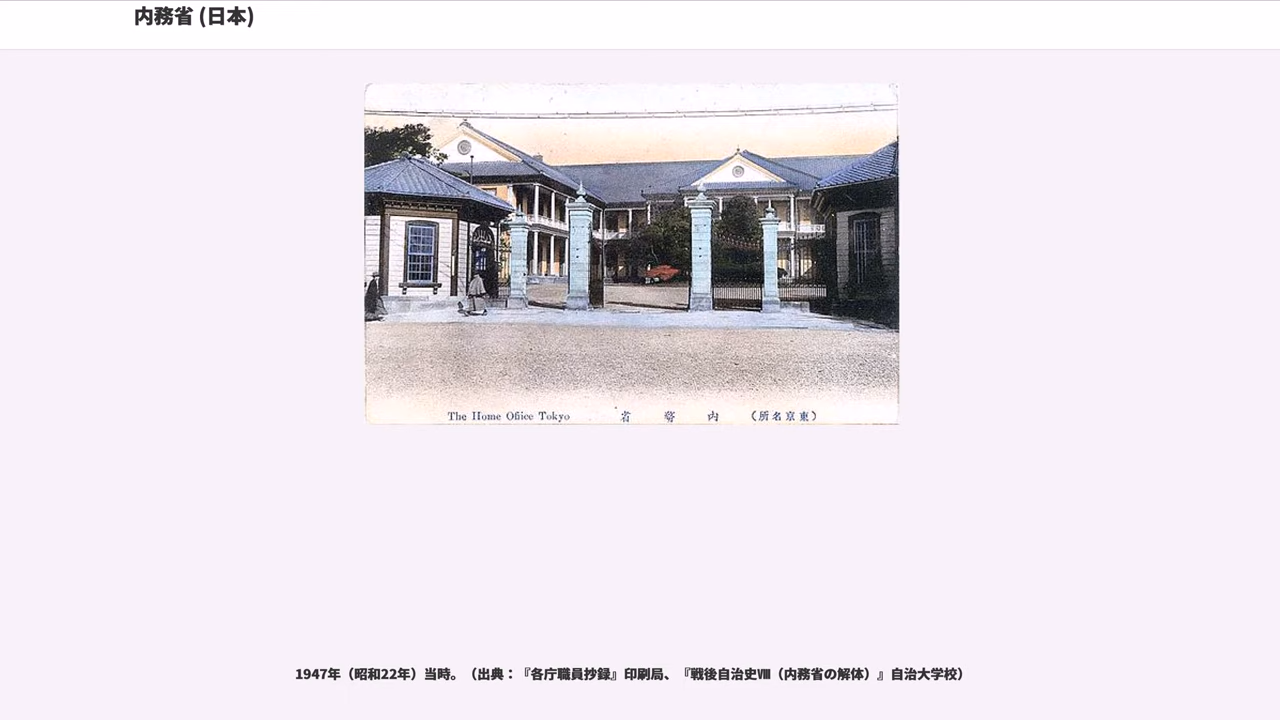 内務省 (日本)
The Home Office Tokyo 省 務 内 （所名京東）
1947年（昭和22年）当時。（出典：『各庁職員抄録』印刷局、『戦後自治史Ⅷ（内務省の解体）』自治大学校）